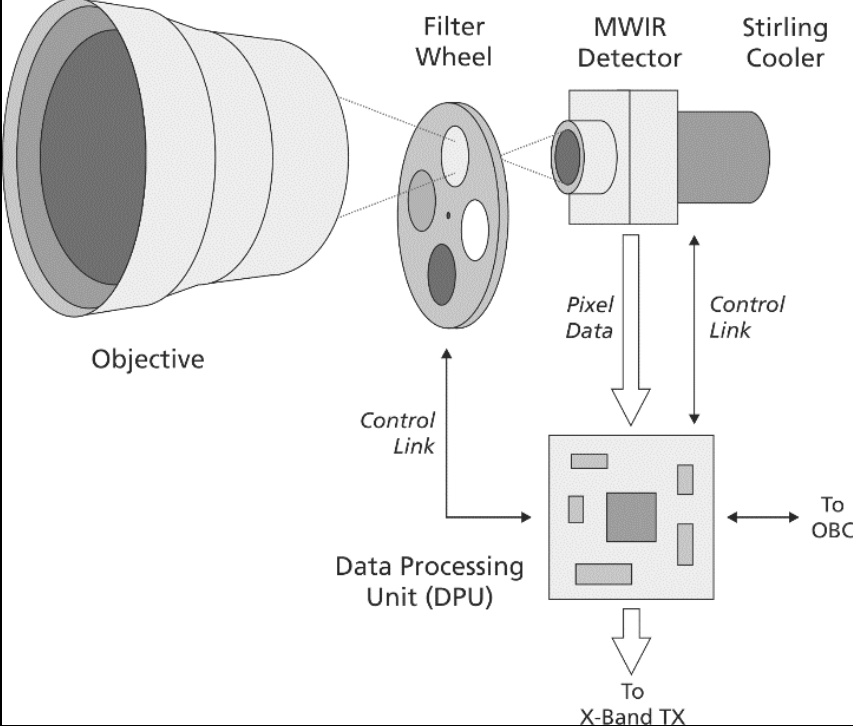 Filter
Wheel
MWIR
Detector
Stirling
Cooler
Objective
Pixel
Data
Control
Link
Control
Link
To
OBC
Data Processing
Unit (DPU)
To
X-Band TX